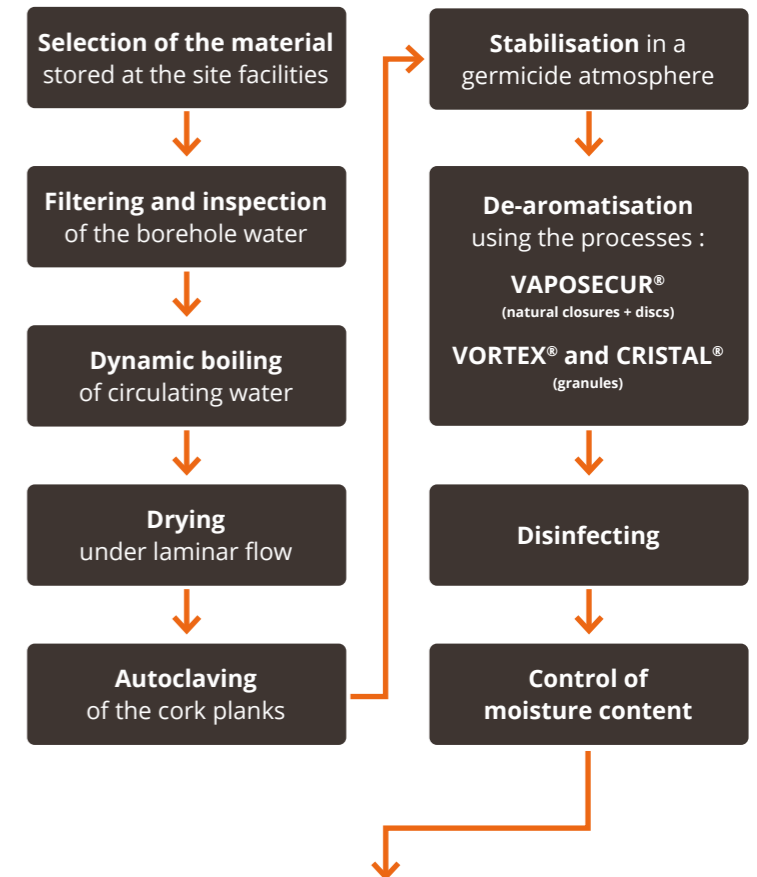 Selection of the material
stored at the site facilities
Filtering and inspection
of the borehole water
Dynamic boiling
of circulating water
Drying
under laminar flow
Autoclaving
of the cork planks
Stabilisation in a
germicide atmosphere
De-aromatisation
using the processes :
VAPOSECUR®
(natural closures + discs)
VORTEX® and CRISTAL®
(granules)
Disinfecting
Control of
moisture content